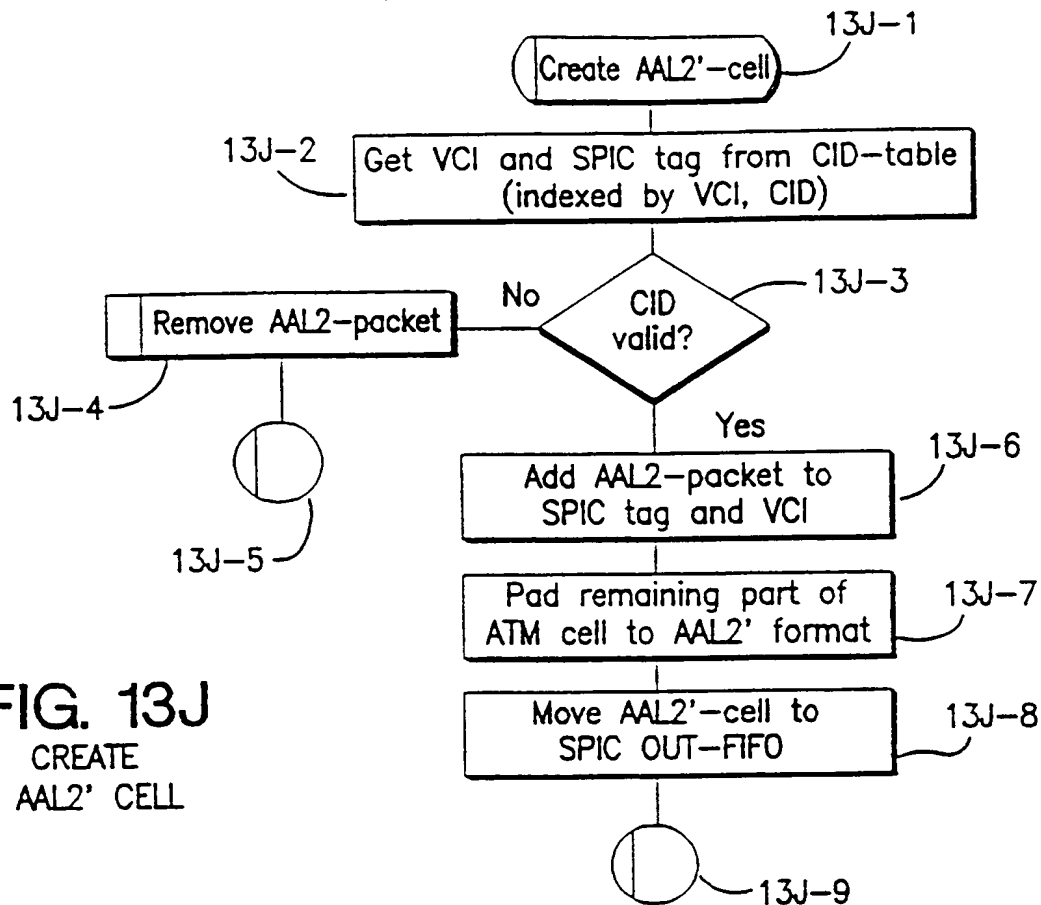 13J-1
Create AAL2'-cell
13J-2
Get VCI and SPIC tag from CID-table
(indexed by VCI, CID)
13J-3
CID
valid?
No
Remove AAL2-packet
13J-4
Yes
13J-5
13J-6
Add AAL2-packet to
SPIC tag and VCI
13J-7
Pad remaining part of
ATM cell to AAL2' format
13J-8
Move AAL2'-cell to
SPIC OUT-FIFO
13J-9
FIG. 13J
CREATE
AAL2' CELL